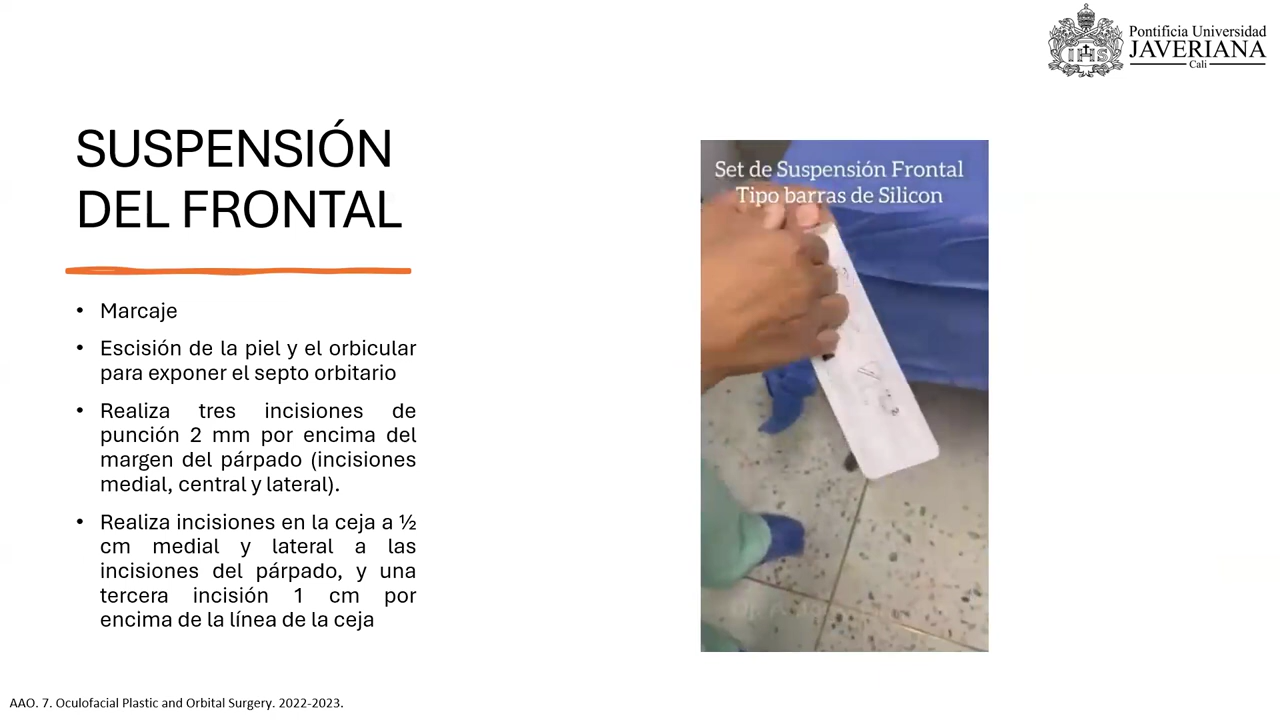 Pontificia Universidad
JAVERIANA
Cali
IHS
SUSPENSIÓN
DEL FRONTAL
• Marcaje
• Escisión de la piel y el orbicular
para exponer el septo orbitario
• Realiza tres incisiones de
punción 2 mm por encima del
margen del párpado (incisiones
medial, central y lateral).
• Realiza incisiones en la ceja a ½
cm medial y lateral a las
incisiones del párpado, y una
tercera incisión 1 cm por
encima de la línea de la ceja
Set de Suspensión Frontal
Tipo barras de Silicon
AAO. 7. Oculofacial Plastic and Orbital Surgery. 2022-2023.